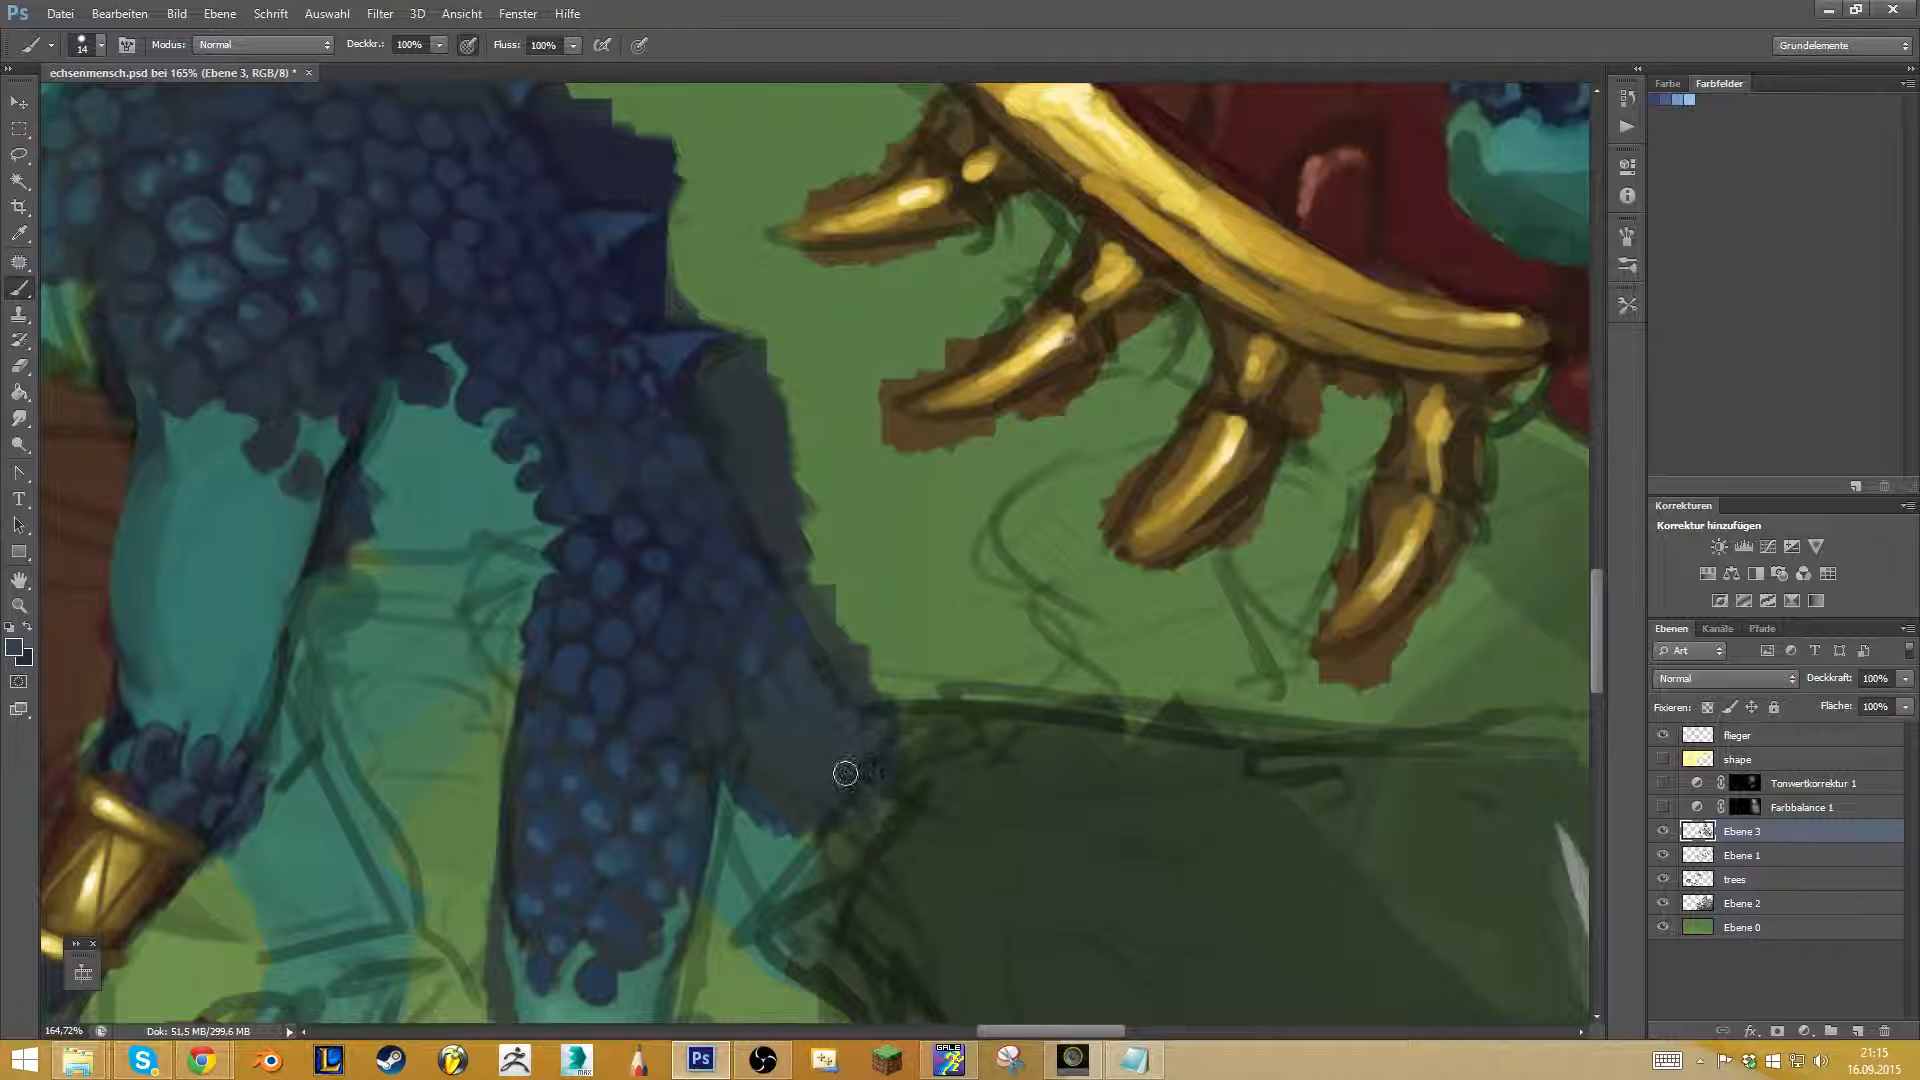 Ps Datei Bearbeiten Bild Ebene Schrift Auswahl Filter 3D Ansicht Fenster Hilfe
14 Modus: Normal Deckkr.: 100% Fluss: 100% Grundelemente
echsenmensch.psd bei 165% (Ebene 3, RGB/8) *
Farbe Farbfelder
Korrekturen
Korrektur hinzufügen
Ebenen Kanäle Pfade
Art
Normal Deckkraft: 100%
Fixieren: Fläche: 100%
flieger
shape
Tonwertkorrektur 1
Farbbalance 1
Ebene 3
Ebene 1
trees
Ebene 2
Ebene 0
164,72% Dok: 51,5 MB/299,6 MB
Ps GALE MAX
21:15
16.09.2015